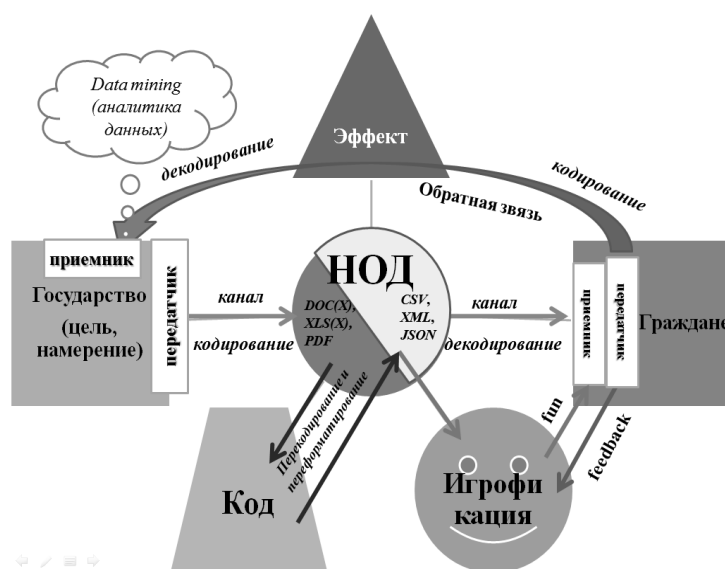 Data mining
(аналитика
данных)
Эффект
декодирование
кодирование
Обратная звязь
приемник
Государство
(цель,
намерение)
передатчик
канал
кодирование
НОД
DOC(X),
XLS(X),
PDF
CSV,
XML,
JSON
канал
декодирование
приемник
передатчик
Граждане
Перекодирование и
переформатирование
Код
Игрофи
кация
fun
feedback